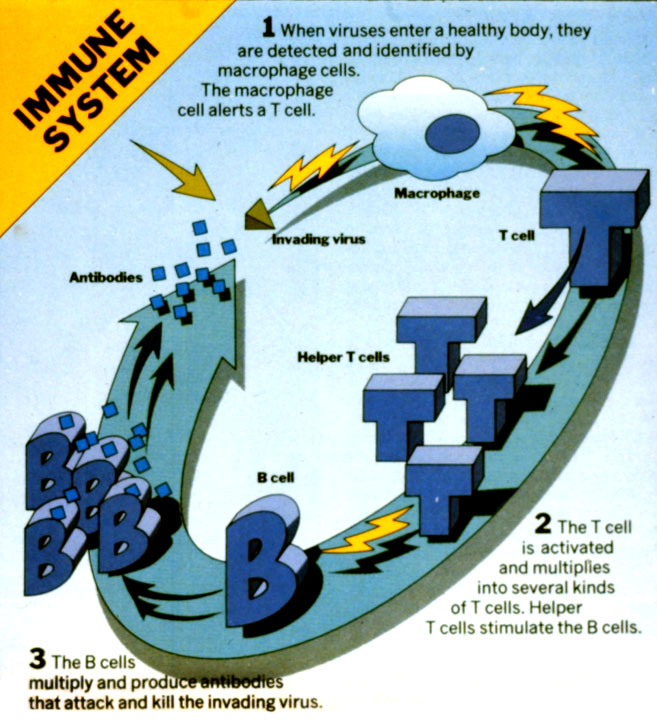 IMMUNE
SYSTEM
1 When viruses enter a healthy body, they
are detected and identified by
macrophage cells.
The macrophage
cell alerts a T cell.
Macrophage
Invading virus
T cell
T
Antibodies
Helper T cells
T
T
T
T
B cell
B
B
B
B
B
B
2 The T cell
is activated
and multiplies
into several kinds
of T cells. Helper
T cells stimulate the B cells.
3 The B cells
multiply and produce antibodies
that attack and kill the invading virus.